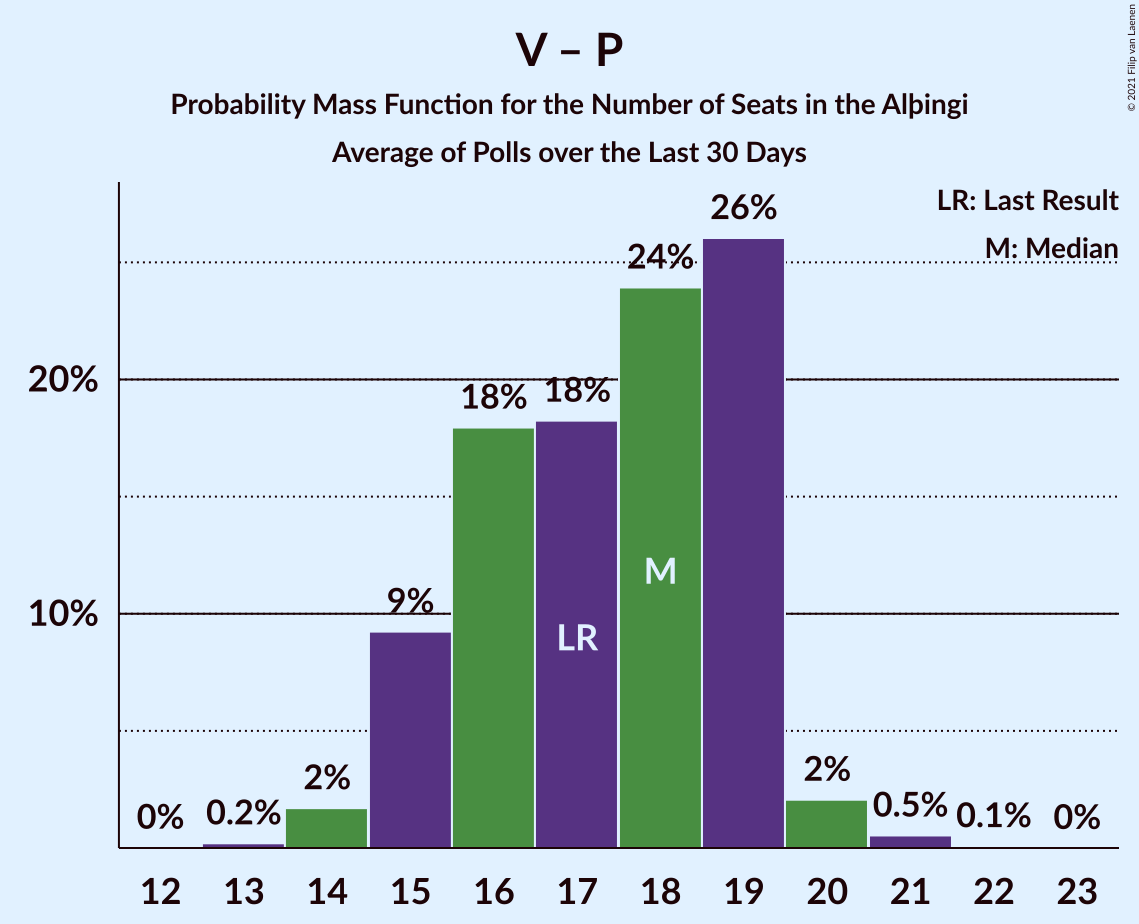 V – P
Probability Mass Function for the Number of Seats in the Alþingi
Average of Polls over the Last 30 Days
© 2021 Filip van Laenen
LR: Last Result
M: Median
20%
10%
0%
0.2%
2%
9%
18%
18%
24%
26%
2%
0.5%
0.1%
0%
LR
M
12 13 14 15 16 17 18 19 20 21 22 23